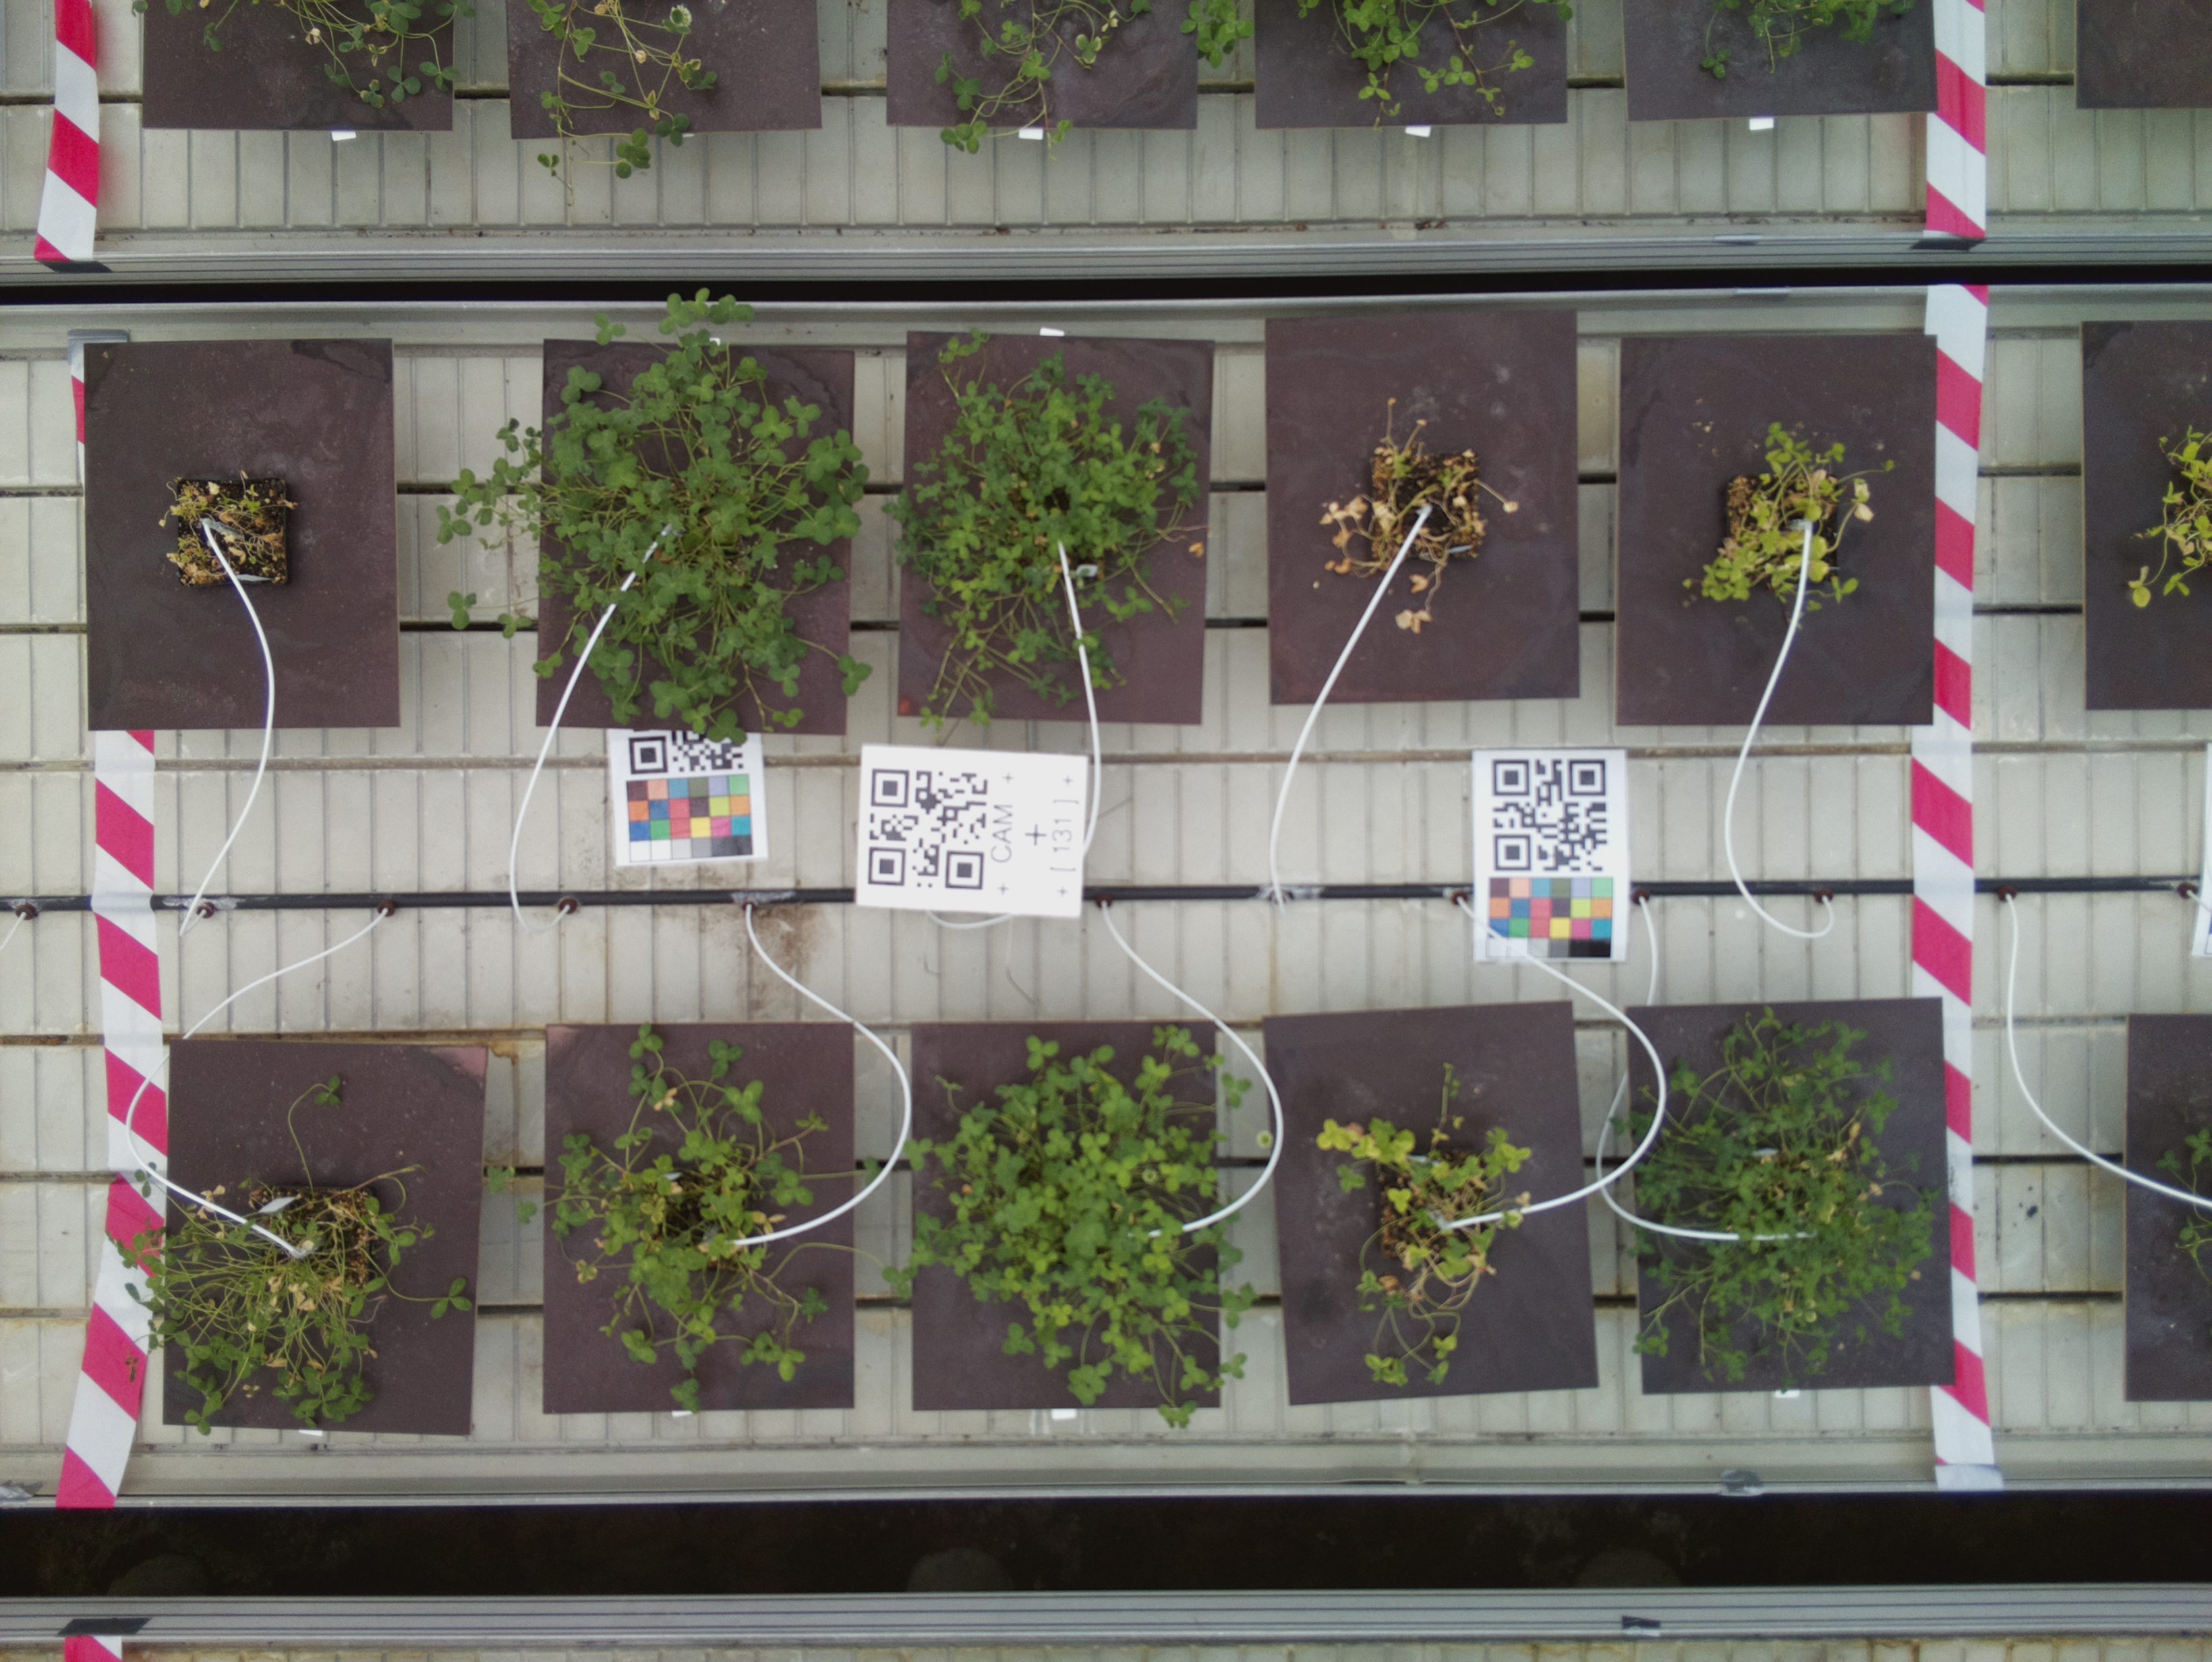 + CAM +
+
+ [ 131 ] +